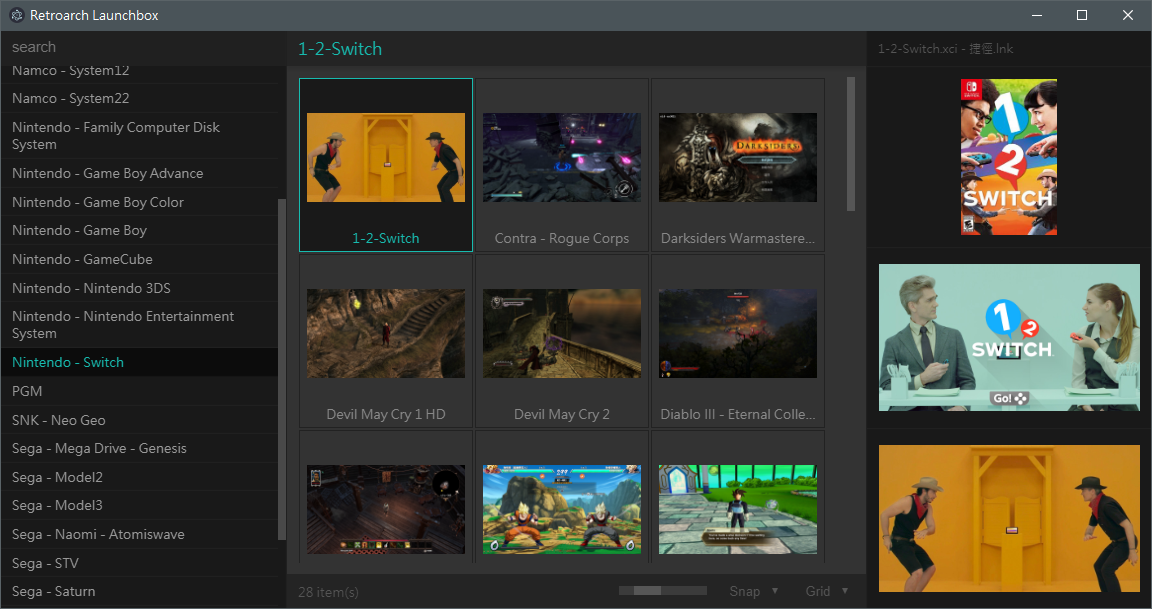 Retroarch Launchbox
search
Namco - System12
Namco - System22
Nintendo - Family Computer Disk
System
Nintendo - Game Boy Advance
Nintendo - Game Boy Color
Nintendo - Game Boy
Nintendo - GameCube
Nintendo - Nintendo 3DS
Nintendo - Nintendo Entertainment
System
Nintendo - Switch
PGM
SNK - Neo Geo
Sega - Mega Drive - Genesis
Sega - Model2
Sega - Model3
Sega - Naomi - Atomiswave
Sega - STV
Sega - Saturn
1-2-Switch
1-2-Switch
Contra - Rogue Corps
DARKSIDERS
Darksiders Warmastere...
Devil May Cry 1 HD
Devil May Cry 2
Diablo III - Eternal Colle...
28 item(s)
Snap
Grid
1-2-Switch.xci - 捷徑.lnk
1
2
SWITCH
1
2
SWITCH
Go!